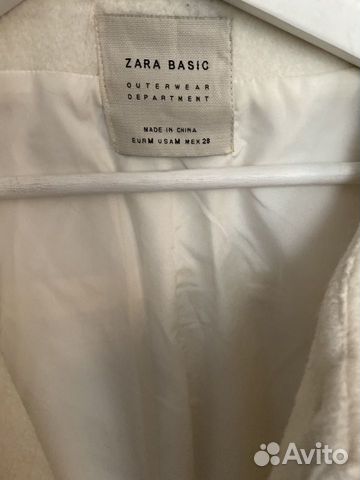 ZARA BASIC
OUTERWEAR
DEPARTMENT
MADE IN CHINA
EUR M USA M MEX 28
Avito